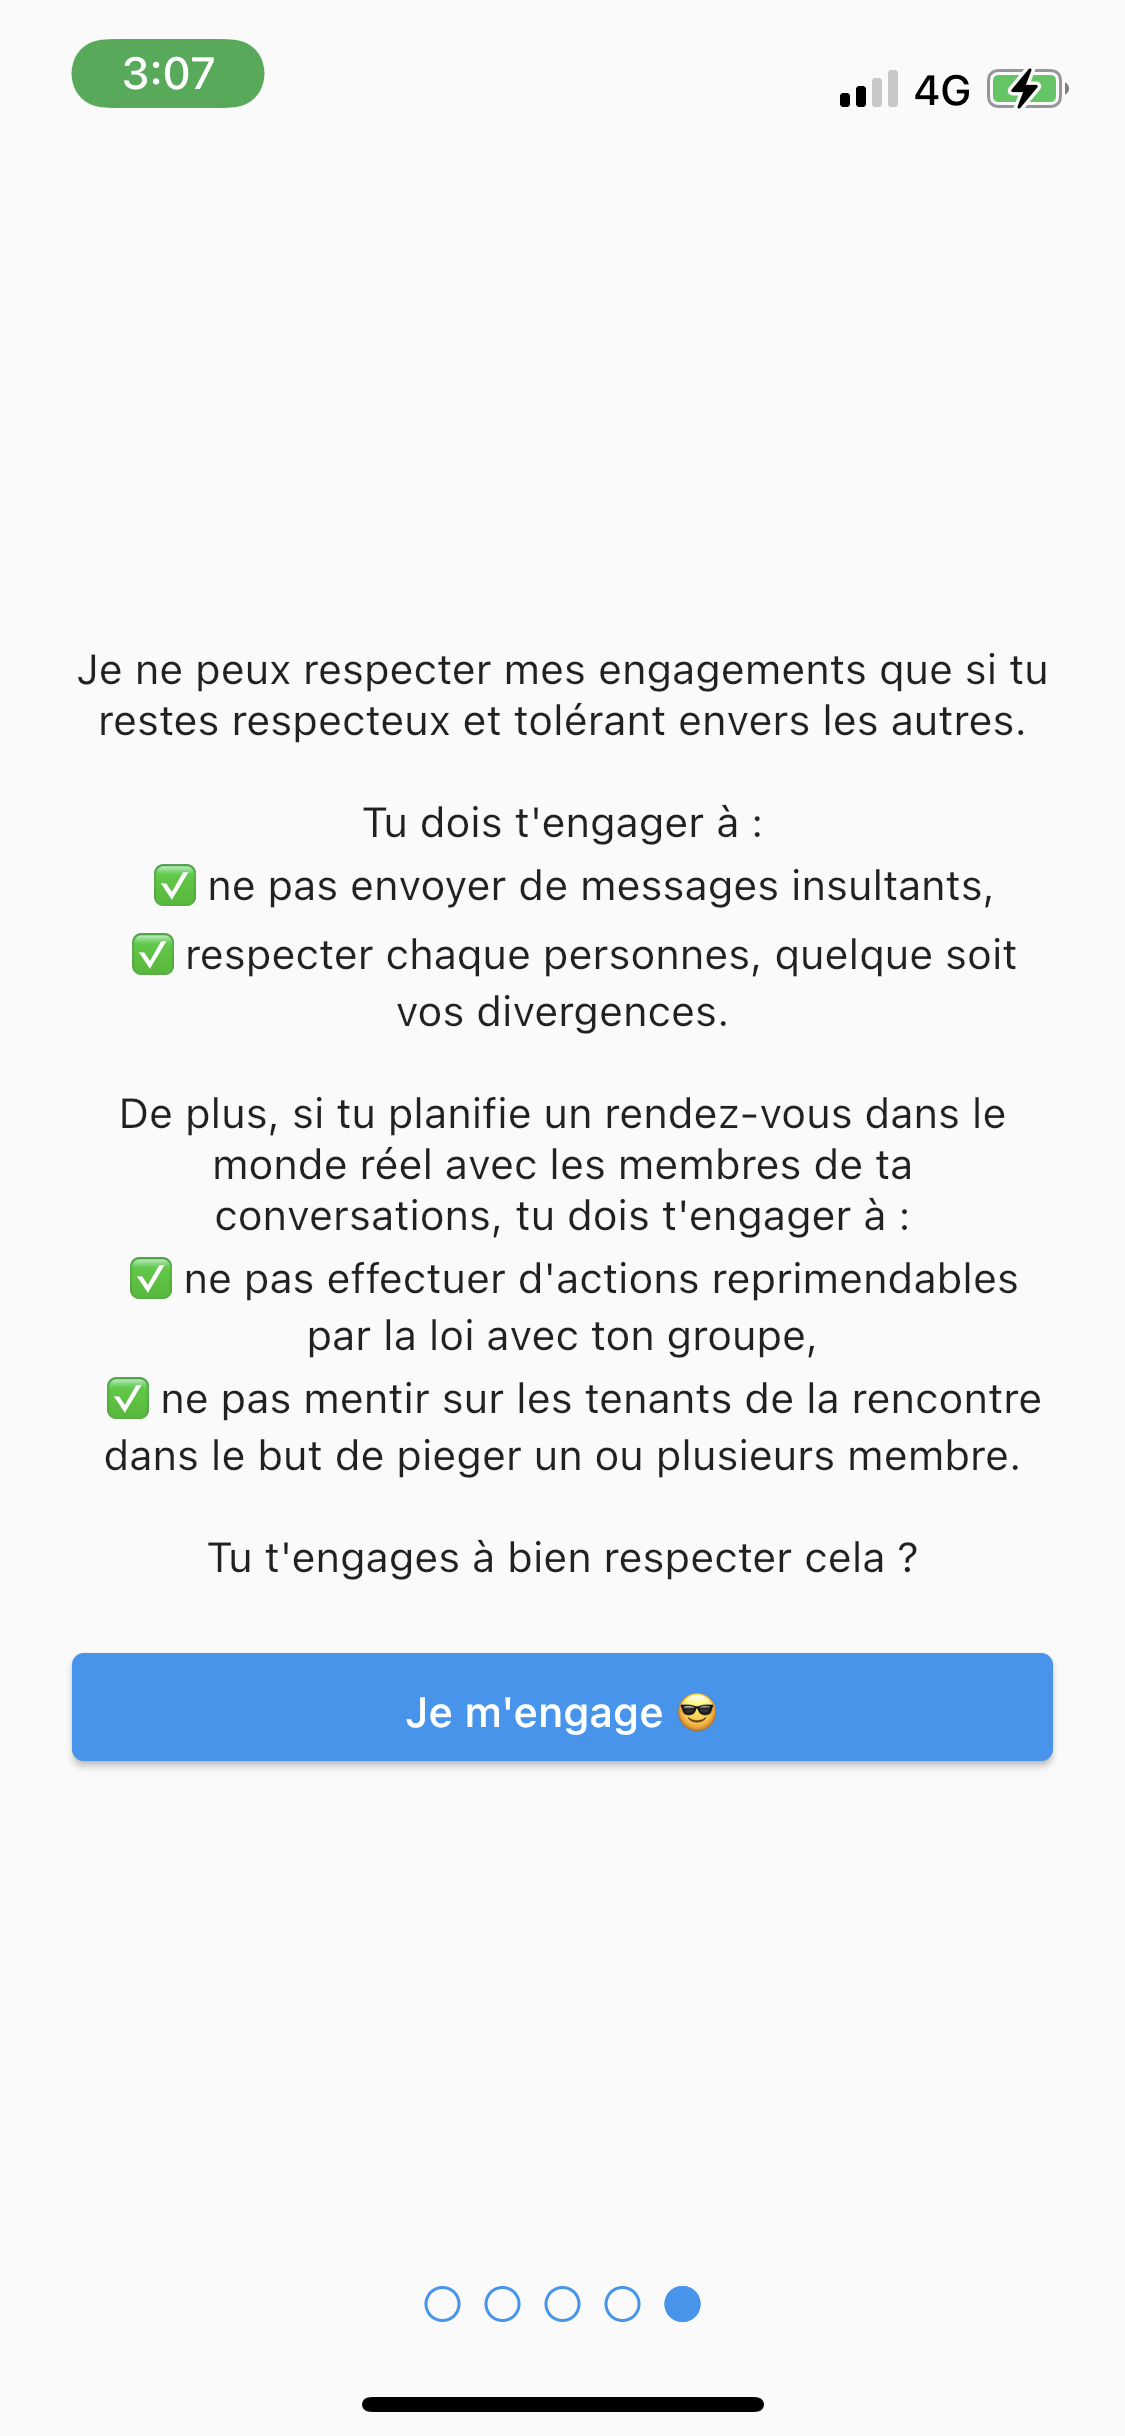 3:07
4G
Je ne peux respecter mes engagements que si tu
restes respecteux et tolérant envers les autres.
Tu dois t'engager à :
✅ ne pas envoyer de messages insultants,
✅ respecter chaque personnes, quelque soit
vos divergences.
De plus, si tu planifie un rendez-vous dans le
monde réel avec les membres de ta
conversations, tu dois t'engager à :
✅ ne pas effectuer d'actions reprimendables
par la loi avec ton groupe,
✅ ne pas mentir sur les tenants de la rencontre
dans le but de pieger un ou plusieurs membre.
Tu t'engages à bien respecter cela ?
Je m'engage 😎